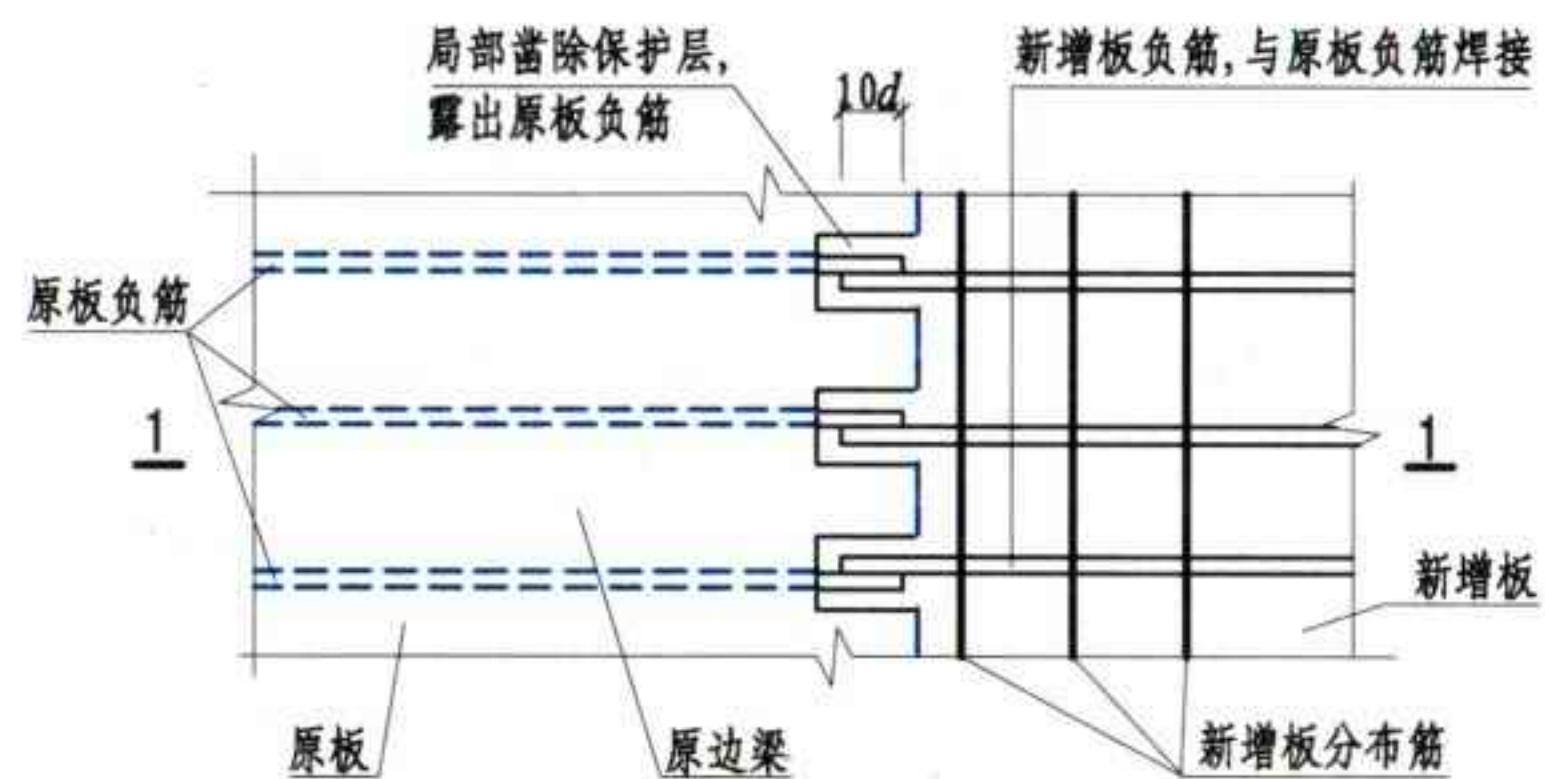 局部凿除保护层,
露出原板负筋
10d
新增板负筋,与原板负筋焊接
原板负筋
1
1
新增板
原板
原边梁
新增板分布筋